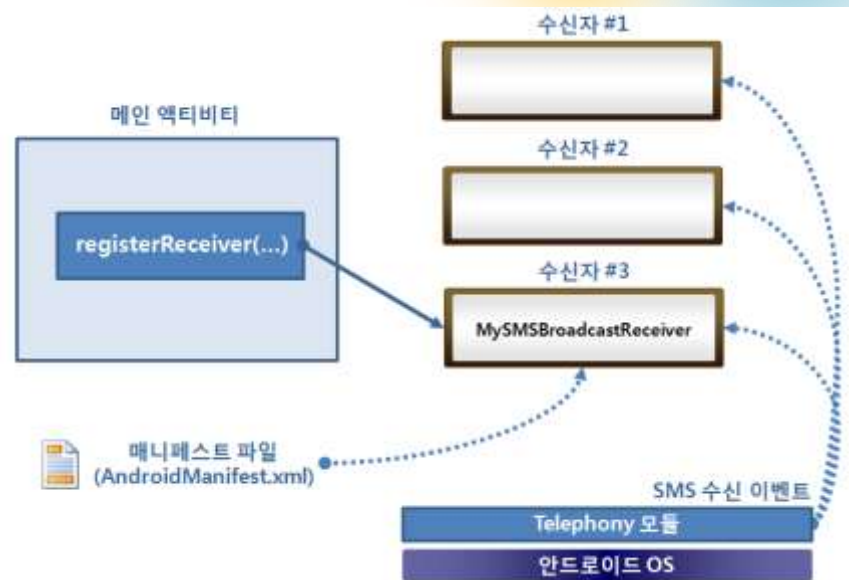 수신자 #1
메인 액티비티
수신자 #2
registerReceiver(...)
수신자 #3
MySMSBroadcastReceiver
매니페스트 파일
(AndroidManifest.xml)
SMS 수신 이벤트
Telephony 모듈
안드로이드 OS